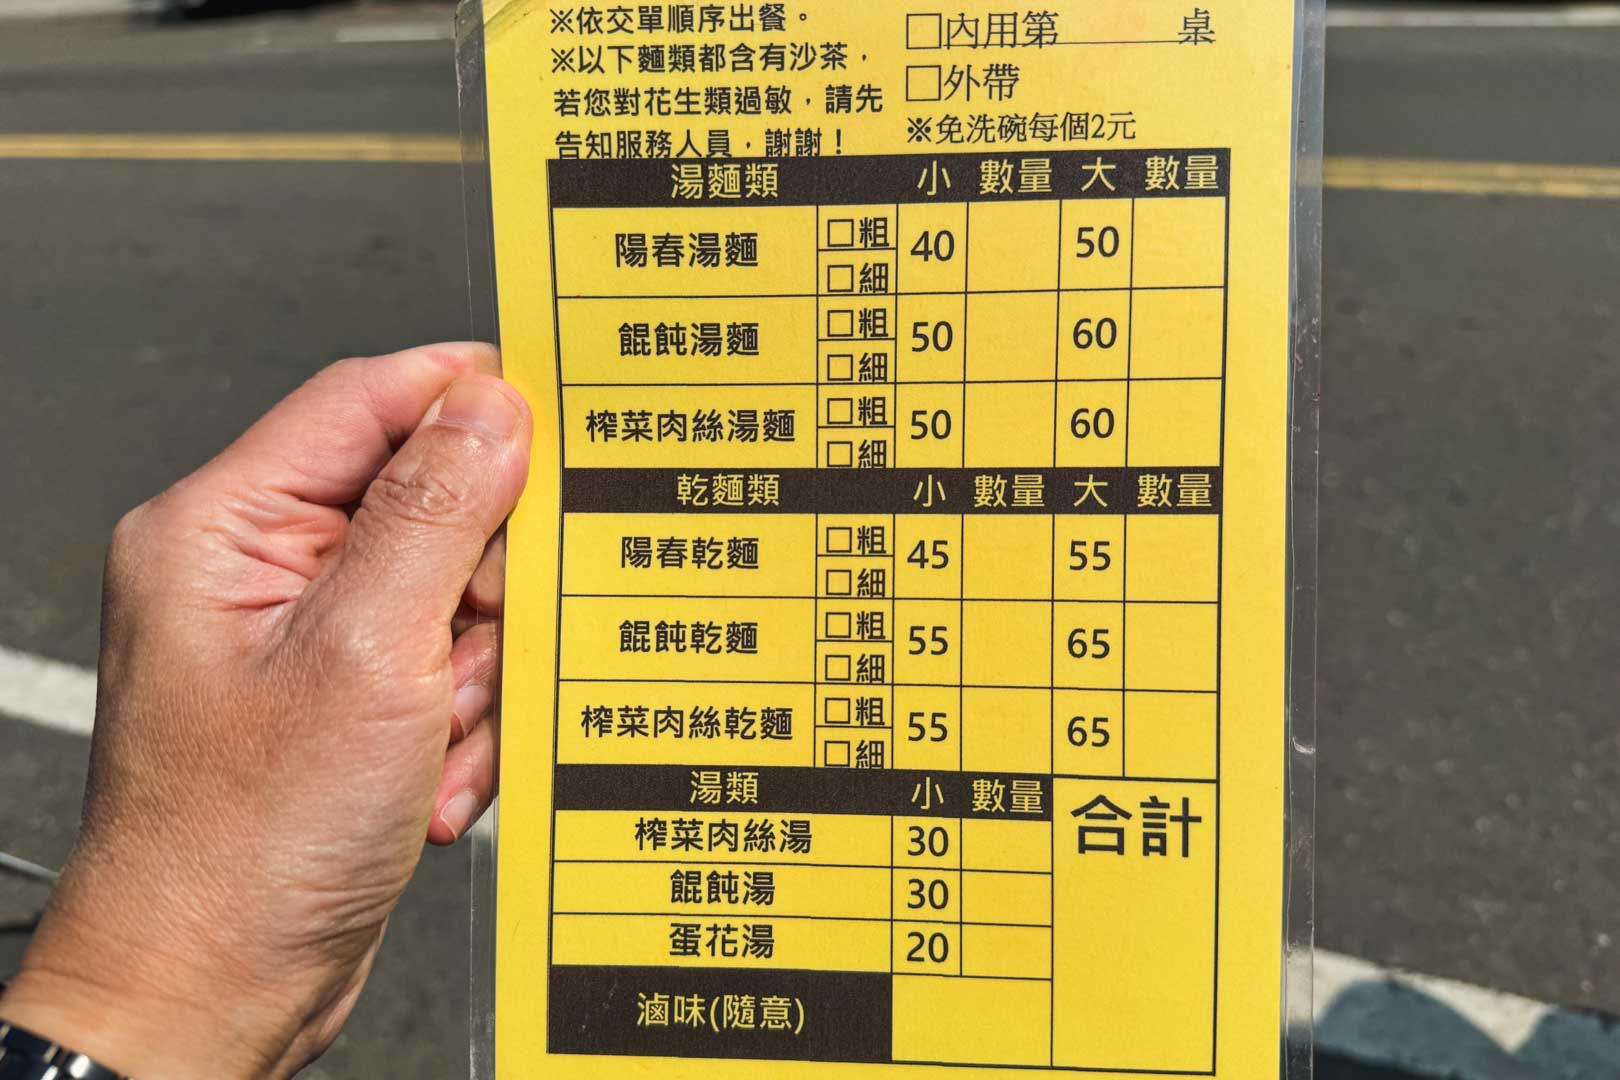 ※依交單順序出餐。
※以下麵類都含有沙茶，
若您對花生類過敏，請先
告知服務人員，謝謝！
□內用第 桌
□外帶
※免洗碗每個2元
湯麵類 小 數量 大 數量
陽春湯麵 □粗 □細 40 50
餛飩湯麵 □粗 □細 50 60
榨菜肉絲湯麵 □粗 □細 50 60
乾麵類 小 數量 大 數量
陽春乾麵 □粗 □細 45 55
餛飩乾麵 □粗 □細 55 65
榨菜肉絲乾麵 □粗 □細 55 65
湯類 小 數量 合計
榨菜肉絲湯 30
餛飩湯 30
蛋花湯 20
滷味(隨意)